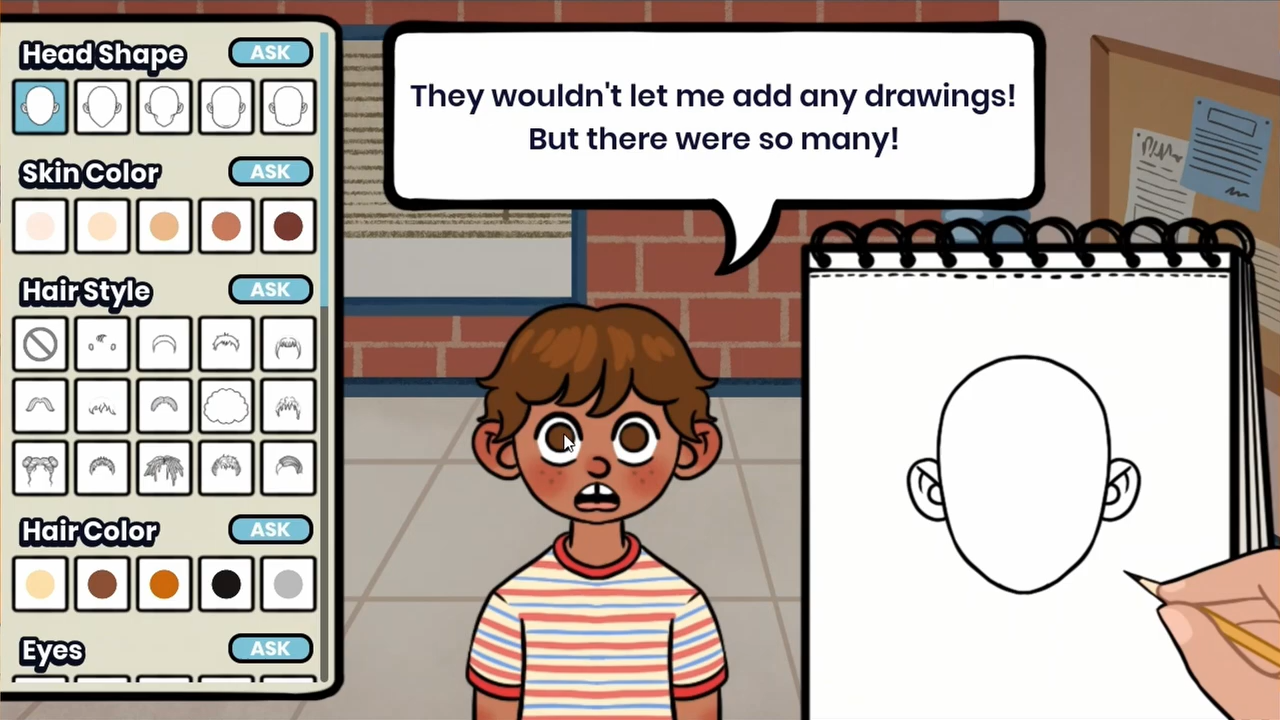 Head Shape
ASK
Skin Color
ASK
Hair Style
ASK
Hair Color
ASK
Eyes
ASK
They wouldn't let me add any drawings!
But there were so many!